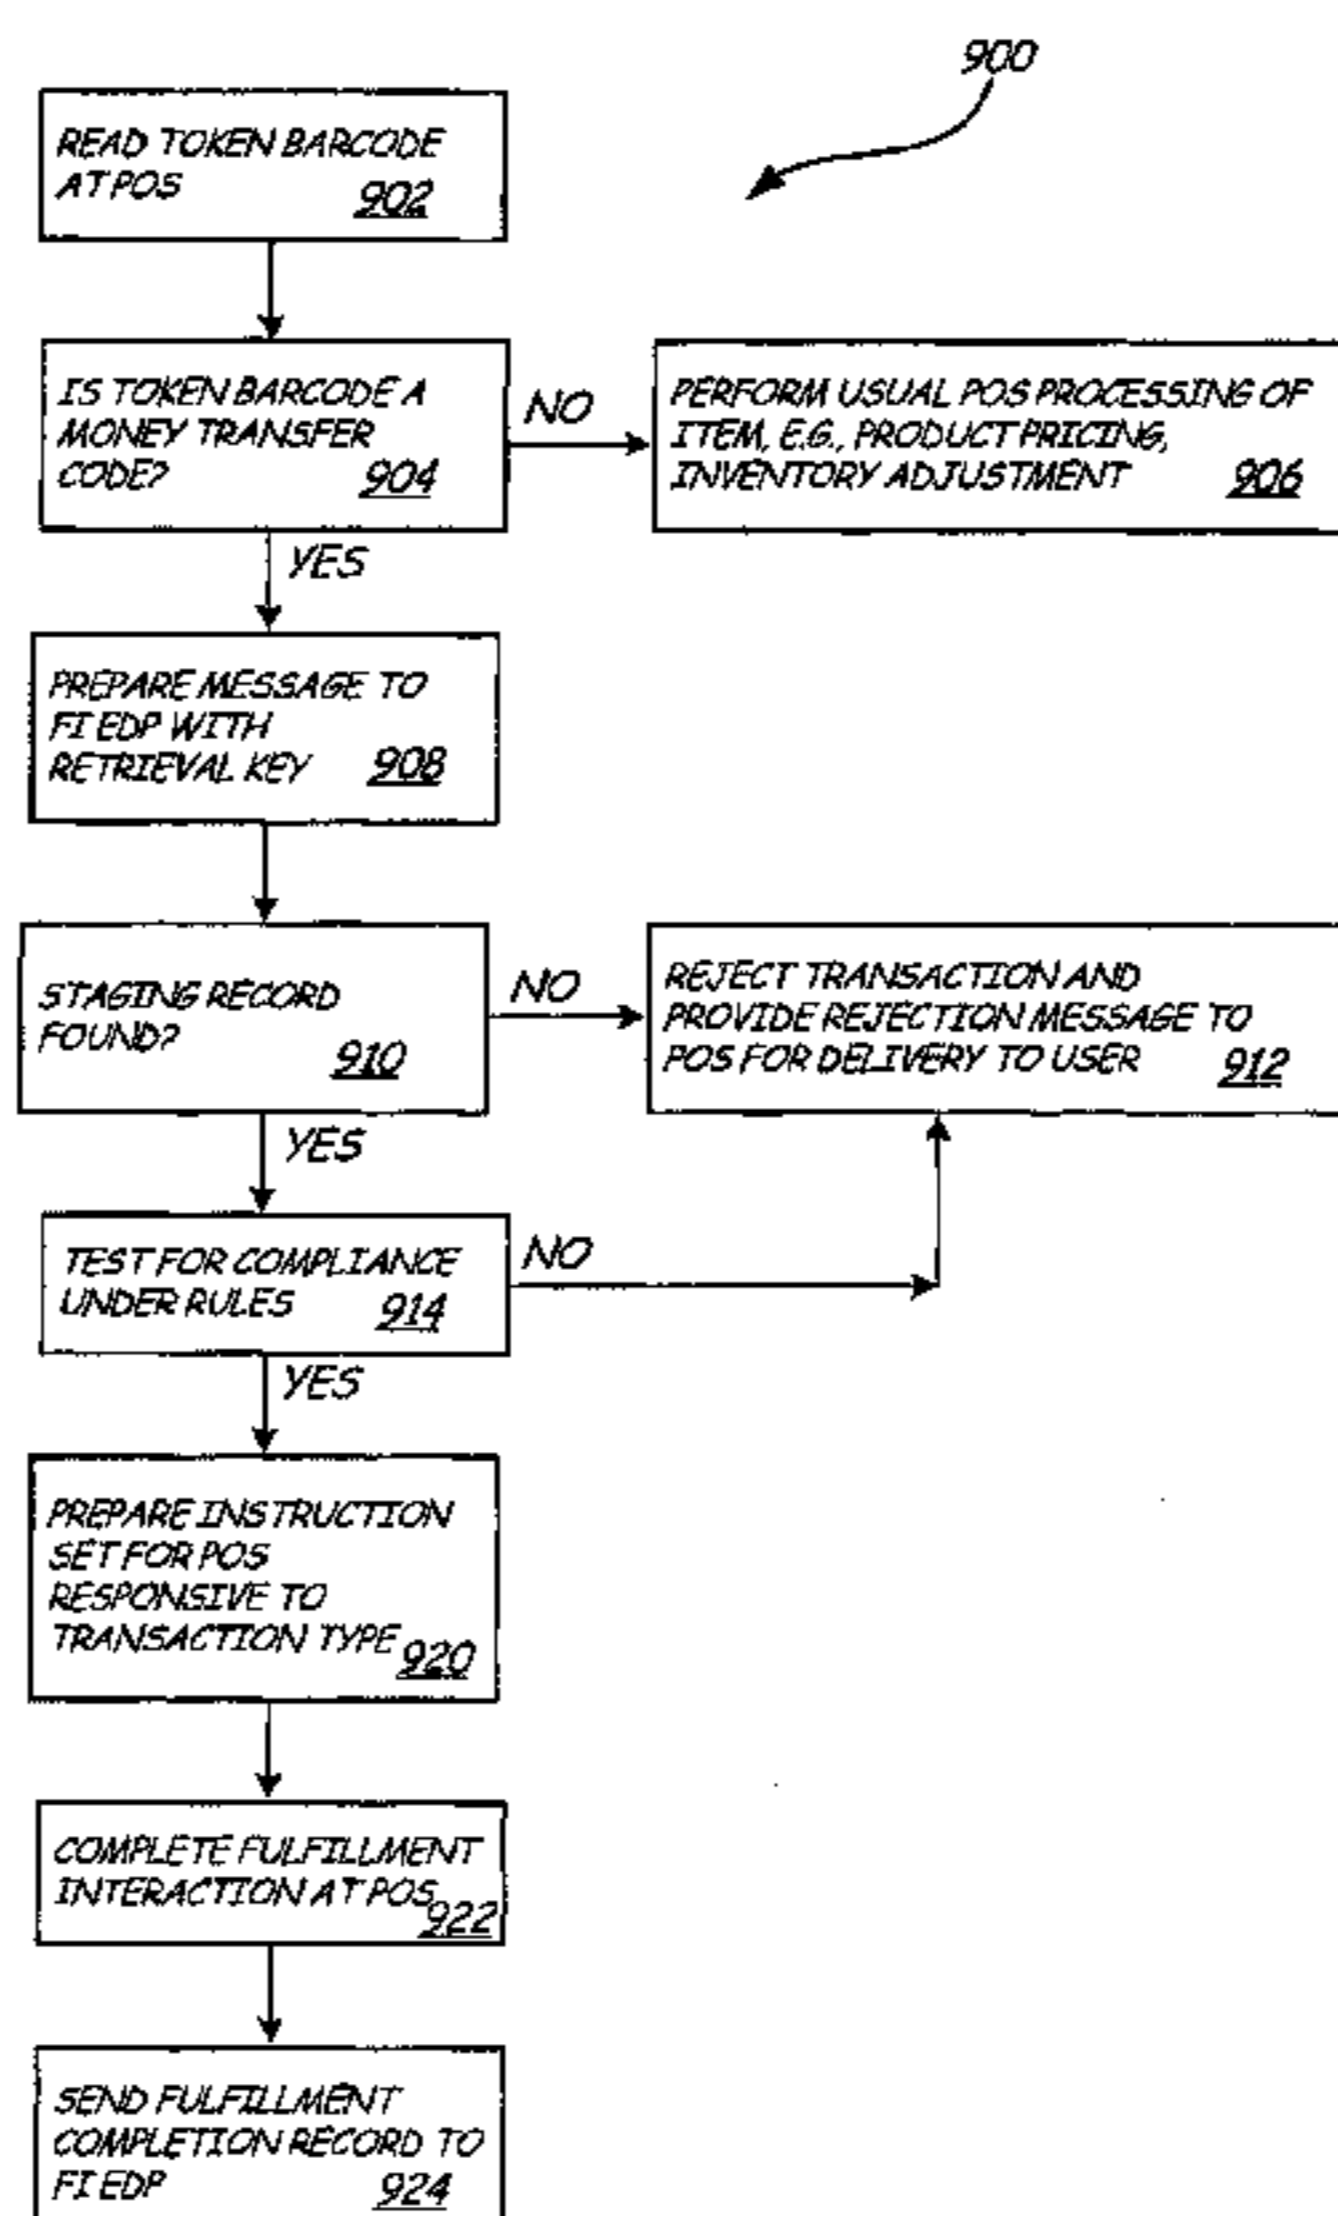 900
READ TOKEN BARCODE
AT POS 902
IS TOKEN BARCODE A
MONEY TRANSFER
CODE? 904
NO
PERFORM USUAL POS PROCESSING OF
ITEM, E.G., PRODUCT PRICING,
INVENTORY ADJUSTMENT 906
YES
PREPARE MESSAGE TO
FI EDP WITH
RETRIEVAL KEY 908
STAGING RECORD
FOUND? 910
NO
REJECT TRANSACTION AND
PROVIDE REJECTION MESSAGE TO
POS FOR DELIVERY TO USER 912
YES
TEST FOR COMPLIANCE
UNDER RULES 914
NO
YES
PREPARE INSTRUCTION
SET FOR POS
RESPONSIVE TO
TRANSACTION TYPE 920
COMPLETE FULFILLMENT
INTERACTION AT POS 922
SEND FULFILLMENT
COMPLETION RECORD TO
FI EDP 924